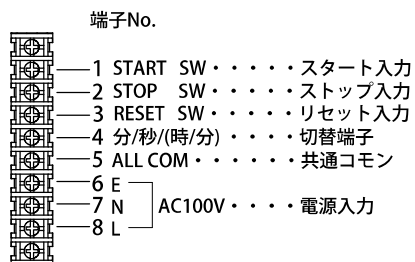 端子No.
1 START SW・・・・・スタート入力
2 STOP SW・・・・・ストップ入力
3 RESET SW・・・・・リセット入力
4 分/秒/(時/分)・・・・切替端子
5 ALL COM・・・・・・共通コモン
6 E
7 N AC100V・・・・電源入力
8 L